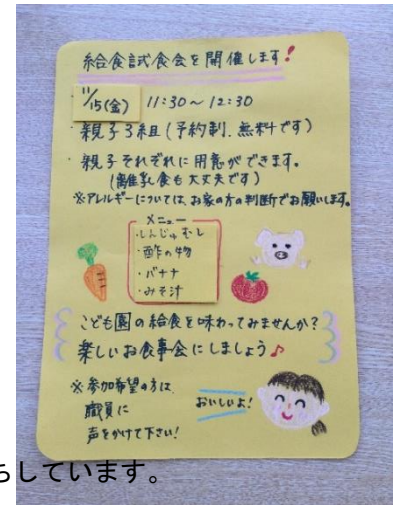 給食試食会を開催します!
11/15(金) 11:30~12:30
・親子3組(予約制.無料です)
・親子それぞれに用意ができます。
(離乳食も大丈夫です)
※アレルギーについては、お家の方の判断でお願いします。
メニュー
・しんじゅむし
・酢の物
・バナナ
・みそ汁
こども園の給食を味わってみませんか?
楽しいお食事会にしましょう♪
※参加希望の方は
職員に
声をかけて下さい!
おいしいよ!
ちしています。